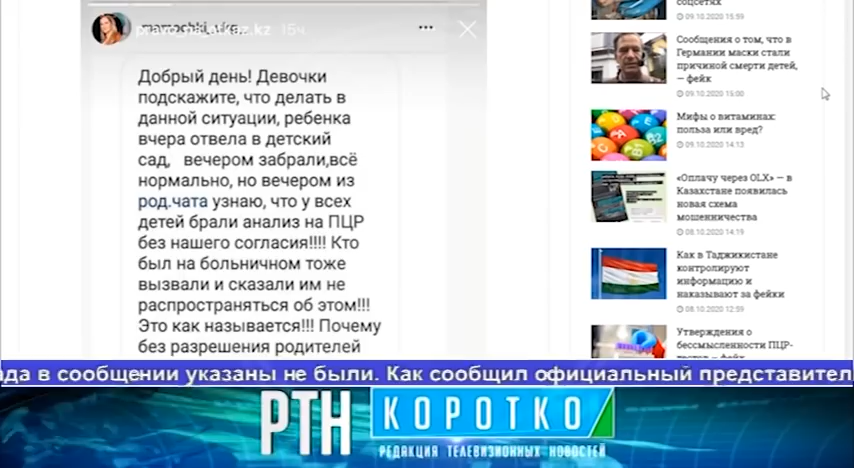 15ч
Добрый день! Девочки
подскажите, что делать в
данной ситуации, ребенка
вчера отвела в детский
сад, вечером забрали,всё
нормально, но вечером из
род.чата узнаю, что у всех
детей брали анализ на ПЦР
без нашего согласия!!!! Кто
был на больничном тоже
вызвали и сказали им не
распространяться об этом!!!
Это как называется!!! Почему
без разрешения родителей
соцсетях
09.10.2020 15:59
Сообщения о том, что в
Германии маски стали
причиной смерти детей,
— фейк
09.10.2020 15:00
Мифы о витаминах:
польза или вред?
09.10.2020 14:13
«Оплачу через OLX» — в
Казахстане появилась
новая схема
мошенничества
08.10.2020 14:19
Как в Таджикистане
контролируют
информацию и
наказывают за фейки
08.10.2020 12:59
Утверждения о
бессмысленности ПЦР-
ада в сообщении указаны не были. Как сообщил официальный представител
РТН КОРОТКО
РЕДАКЦИЯ ТЕЛЕВИЗИОННЫХ НОВОСТЕЙ